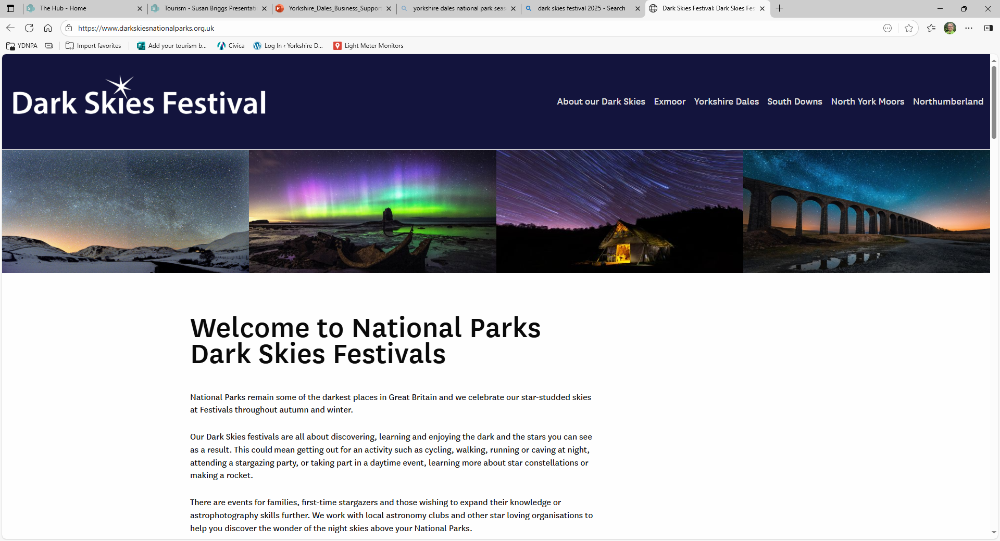 The Hub - Home
Tourism - Susan Briggs Presentati
Yorkshire_Dales_Business_Support
yorkshire dales national park seas
dark skies festival 2025 - Search
Dark Skies Festival: Dark Skies Fes
https://www.darkskiesnationalparks.org.uk
YDNPA
Import favorites
Add your tourism b...
Civica
Log In ‹ Yorkshire D...
Light Meter Monitors
Dark Skies Festival
About our Dark Skies
Exmoor
Yorkshire Dales
South Downs
North York Moors
Northumberland
Welcome to National Parks
Dark Skies Festivals
National Parks remain some of the darkest places in Great Britain and we celebrate our star-studded skies
at Festivals throughout autumn and winter.
Our Dark Skies festivals are all about discovering, learning and enjoying the dark and the stars you can see
as a result. This could mean getting out for an activity such as cycling, walking, running or caving at night,
attending a stargazing party, or taking part in a daytime event, learning more about star constellations or
making a rocket.
There are events for families, first-time stargazers and those wishing to expand their knowledge or
astrophotography skills further. We work with local astronomy clubs and other star loving organisations to
help you discover the wonder of the night skies above your National Parks.